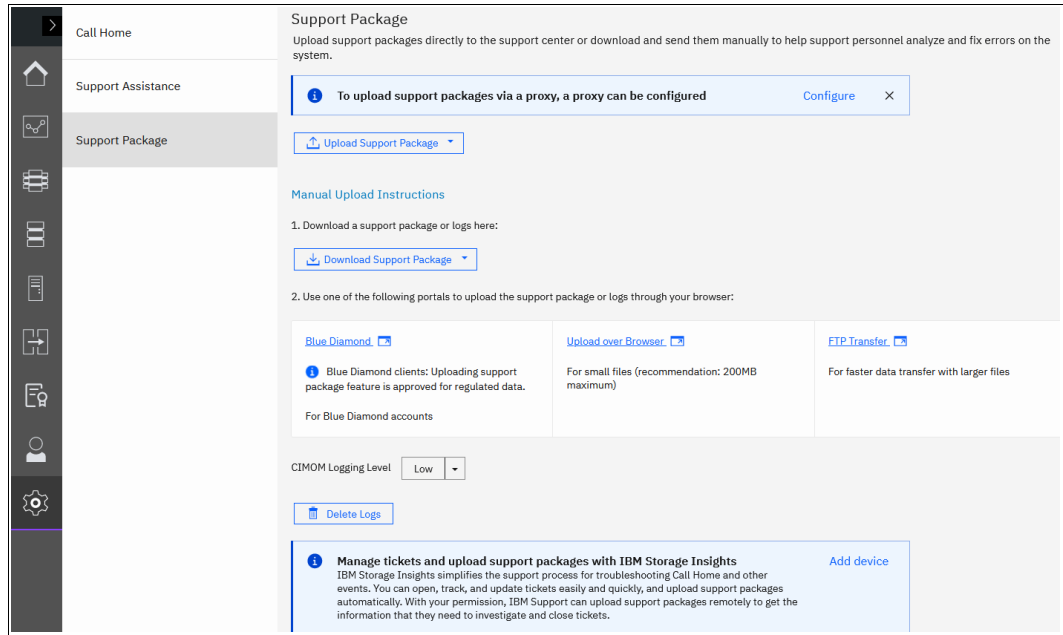 Call Home
Support Assistance
Support Package
Support Package
Upload support packages directly to the support center or download and send them manually to help support personnel analyze and fix errors on the
system.
To upload support packages via a proxy, a proxy can be configured
Configure
Upload Support Package
Manual Upload Instructions
1. Download a support package or logs here:
Download Support Package
2. Use one of the following portals to upload the support package or logs through your browser:
Blue Diamond
Blue Diamond clients: Uploading support
package feature is approved for regulated data.
For Blue Diamond accounts
Upload over Browser
For small files (recommendation: 200MB
maximum)
FTP Transfer
For faster data transfer with larger files
CIMOM Logging Level
Low
Delete Logs
Manage tickets and upload support packages with IBM Storage Insights
Add device
IBM Storage Insights simplifies the support process for troubleshooting Call Home and other
events. You can open, track, and update tickets easily and quickly, and upload support packages
automatically. With your permission, IBM Support can upload support packages remotely to get the
information that they need to investigate and close tickets.